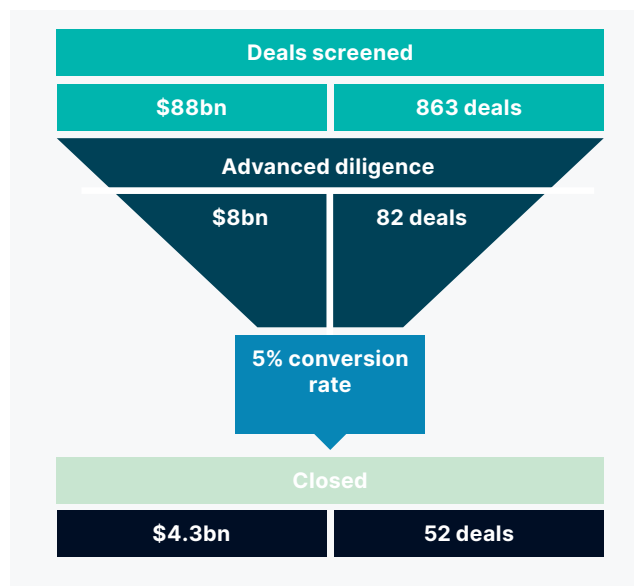 Deals screened
$88bn
863 deals
Advanced diligence
$8bn
82 deals
5% conversion
rate
Closed
$4.3bn
52 deals